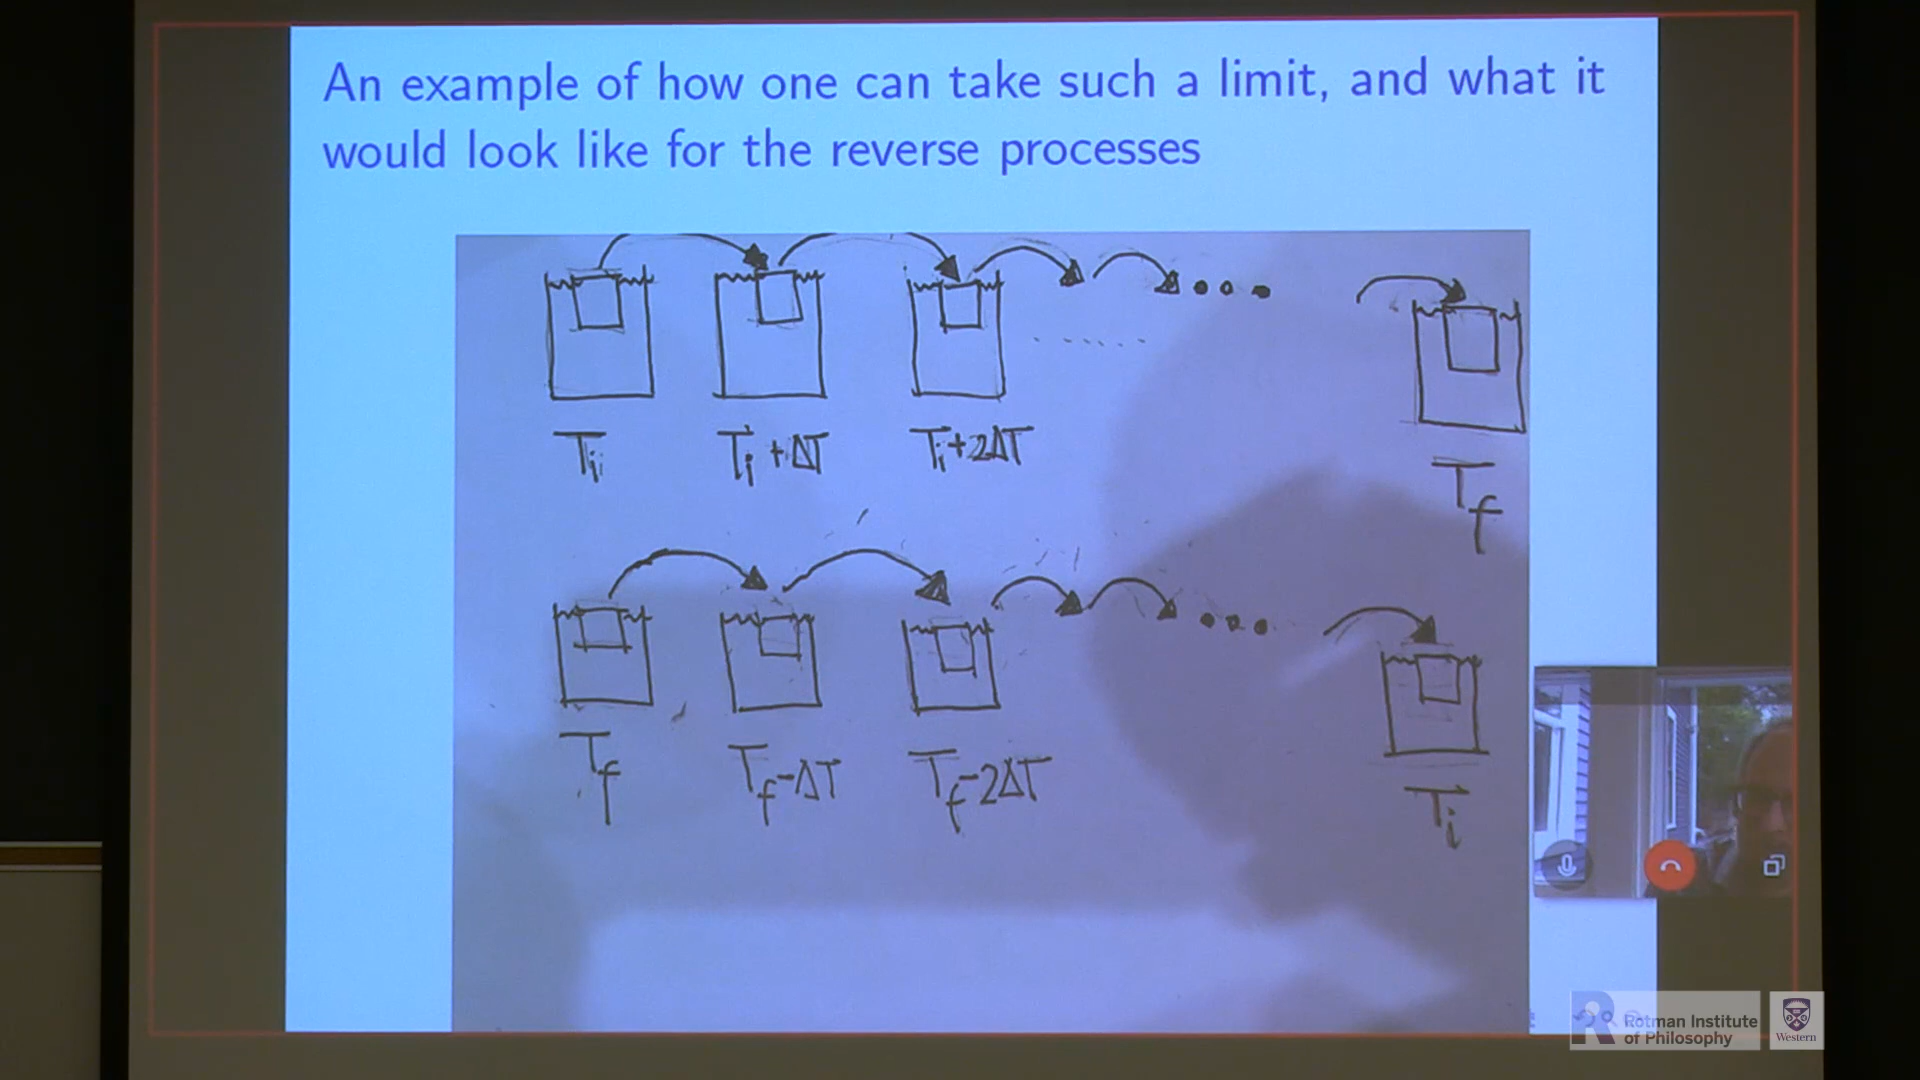 An example of how one can take such a limit, and what it
would look like for the reverse processes
Ti
Ti+ΔT
Ti+2ΔT
Tf
Tf
Tf-ΔT
Tf-2ΔT
Ti
Rotman Institute
of Philosophy
Western